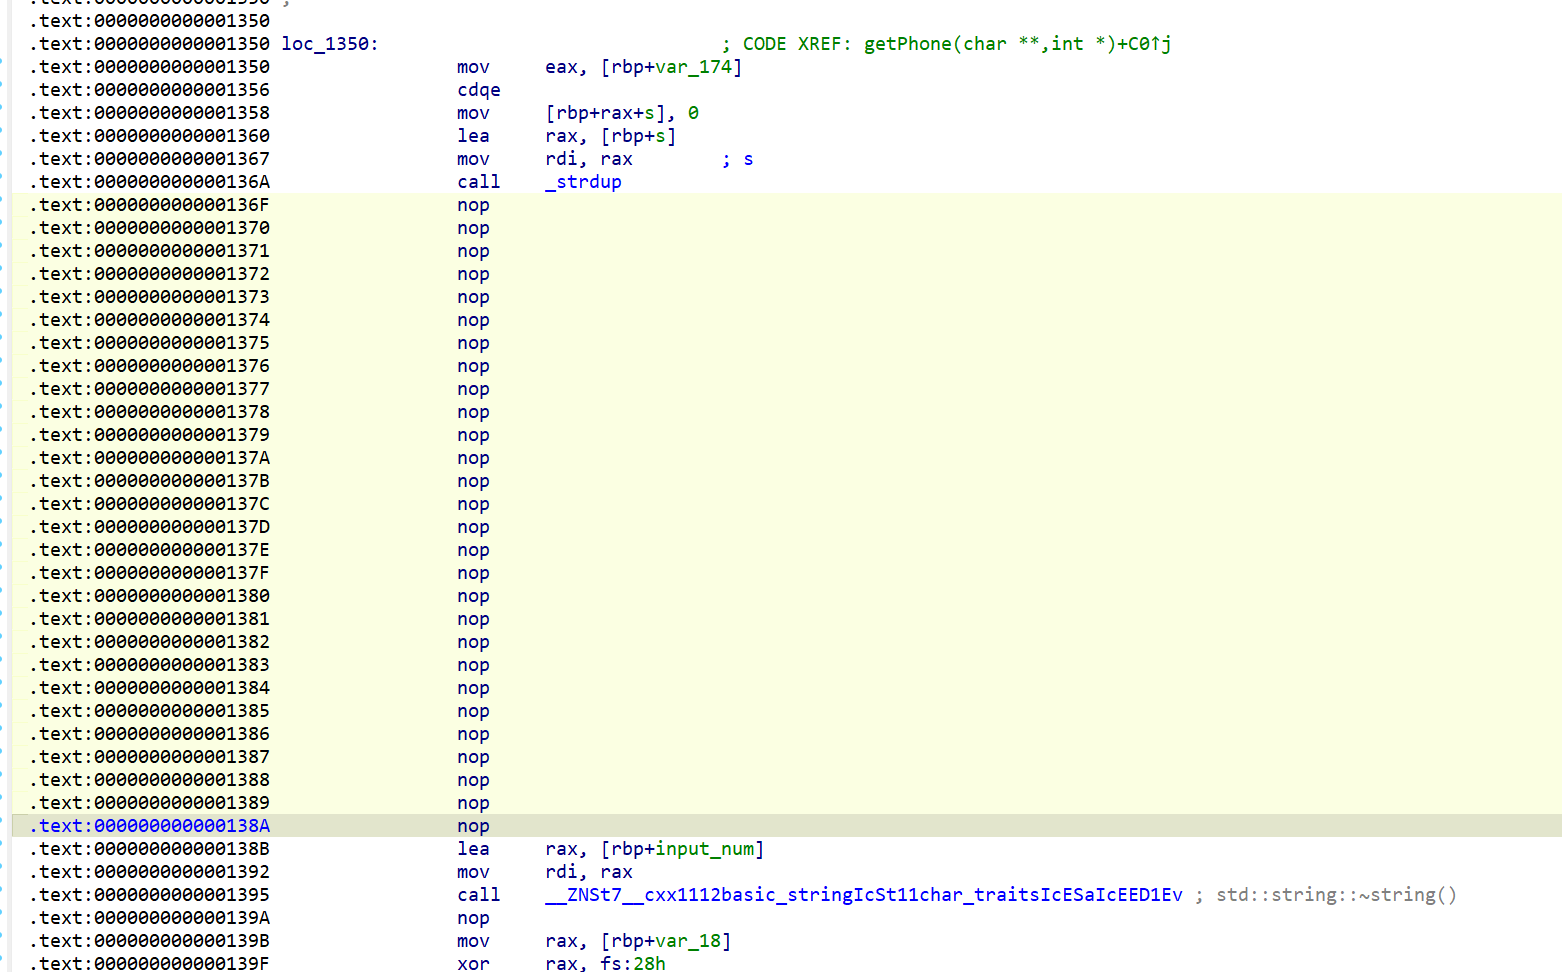 .text:0000000000001350 ;
.text:0000000000001350
.text:0000000000001350 loc_1350: ; CODE XREF: getPhone(char **,int *)+C0↑j
.text:0000000000001350 mov eax, [rbp+var_174]
.text:0000000000001356 cdqe
.text:0000000000001358 mov [rbp+rax+s], 0
.text:0000000000001360 lea rax, [rbp+s]
.text:0000000000001367 mov rdi, rax ; s
.text:000000000000136A call _strdup
.text:000000000000136F nop
.text:0000000000001370 nop
.text:0000000000001371 nop
.text:0000000000001372 nop
.text:0000000000001373 nop
.text:0000000000001374 nop
.text:0000000000001375 nop
.text:0000000000001376 nop
.text:0000000000001377 nop
.text:0000000000001378 nop
.text:0000000000001379 nop
.text:000000000000137A nop
.text:000000000000137B nop
.text:000000000000137C nop
.text:000000000000137D nop
.text:000000000000137E nop
.text:000000000000137F nop
.text:0000000000001380 nop
.text:0000000000001381 nop
.text:0000000000001382 nop
.text:0000000000001383 nop
.text:0000000000001384 nop
.text:0000000000001385 nop
.text:0000000000001386 nop
.text:0000000000001387 nop
.text:0000000000001388 nop
.text:0000000000001389 nop
.text:000000000000138A nop
.text:000000000000138B lea rax, [rbp+input_num]
.text:0000000000001392 mov rdi, rax
.text:0000000000001395 call __ZNSt7__cxx1112basic_stringIcSt11char_traitsIcESaIcEED1Ev ; std::string::~string()
.text:000000000000139A nop
.text:000000000000139B mov rax, [rbp+var_18]
.text:000000000000139F xor rax, fs:28h